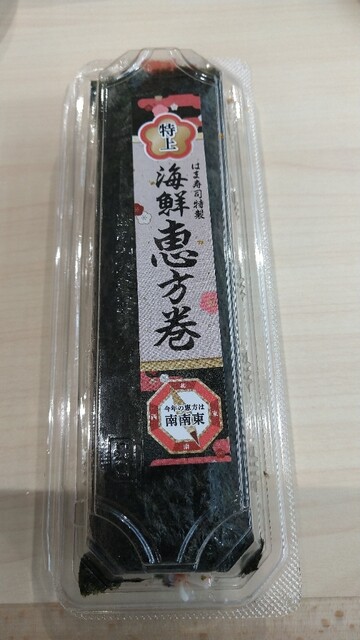 特上
はま寿司特製
海鮮恵方巻
今年の恵方は
南南東